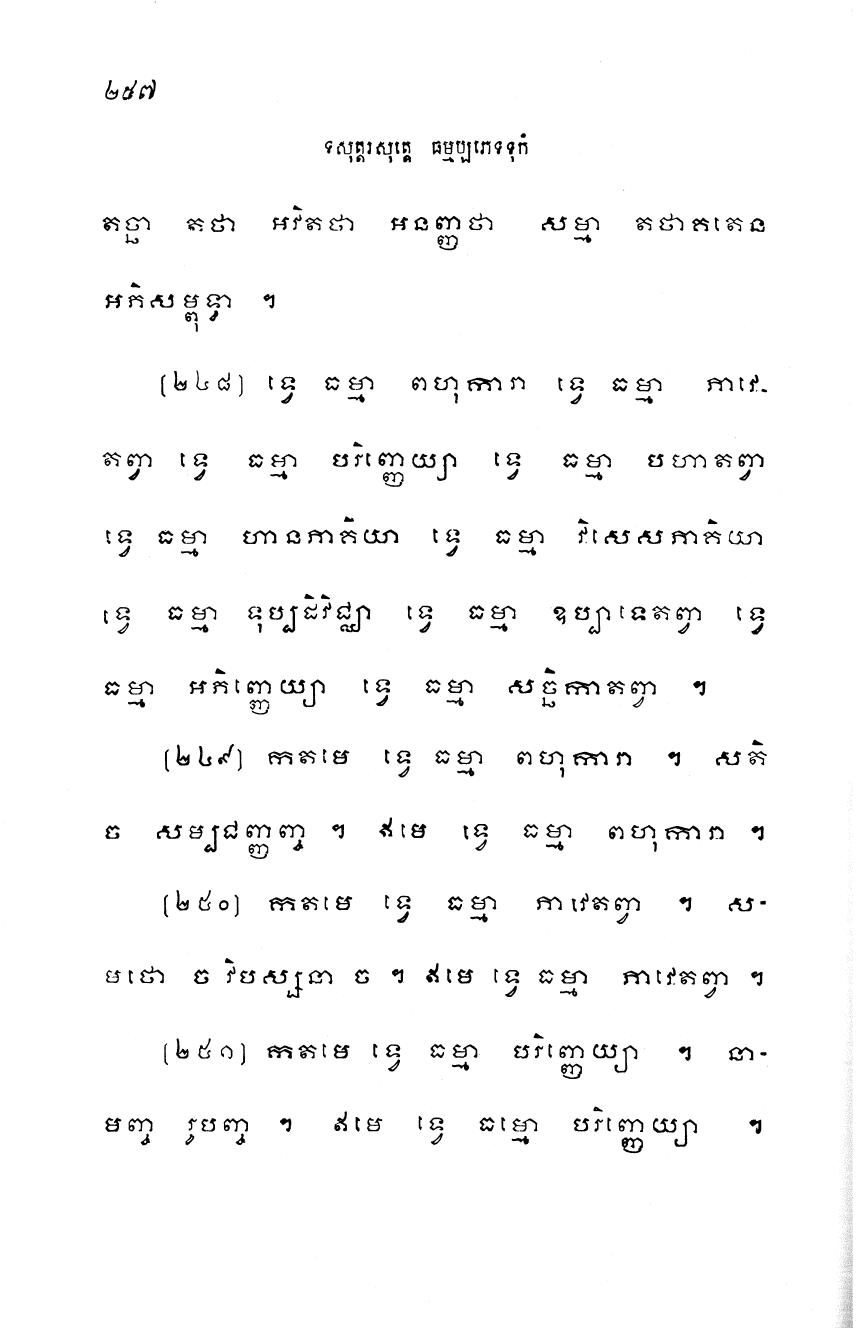 ២៥៧
ទសុត្តរសុត្តេ ធម្មប្បភេទទុកំ
តច្ឆា តថា អវិតថា អនញ្ញថា សម្មា តថាគតេន
អភិសម្ពុទ្ធា ។
(២៤៨) ទ្វេ ធម្មា ពហុការា ទ្វេ ធម្មា ភាវេ-
តព្វា ទ្វេ ធម្មា បរិញ្ញេយ្យា ទ្វេ ធម្មា បហាតព្វា
ទ្វេ ធម្មា ហានភាគិយា ទ្វេ ធម្មា វិសេសភាគិយា
ទ្វេ ធម្មា ទុប្បដិវិជ្ឈា ទ្វេ ធម្មា ឧប្បាទេតព្វា ទ្វេ
ធម្មា អភិញ្ញេយ្យា ទ្វេ ធម្មា សច្ឆិកាតព្វា ។
(២៤៩) កតមេ ទ្វេ ធម្មា ពហុការា ។ សតិ
ច សម្បជញ្ញញ្ច ។ ឥមេ ទ្វេ ធម្មា ពហុការា ។
(២៥០) កតមេ ទ្វេ ធម្មា ភាវេតព្វា ។ ស-
មថោ ច វិបស្សនា ច ។ ឥមេ ទ្វេ ធម្មា ភាវេតព្វា ។
(២៥១) កតមេ ទ្វេ ធម្មា បរិញ្ញេយ្យា ។ នា-
មញ្ច រូបញ្ច ។ ឥមេ ទ្វេ ធម្មោ បរិញ្ញេយ្យា ។